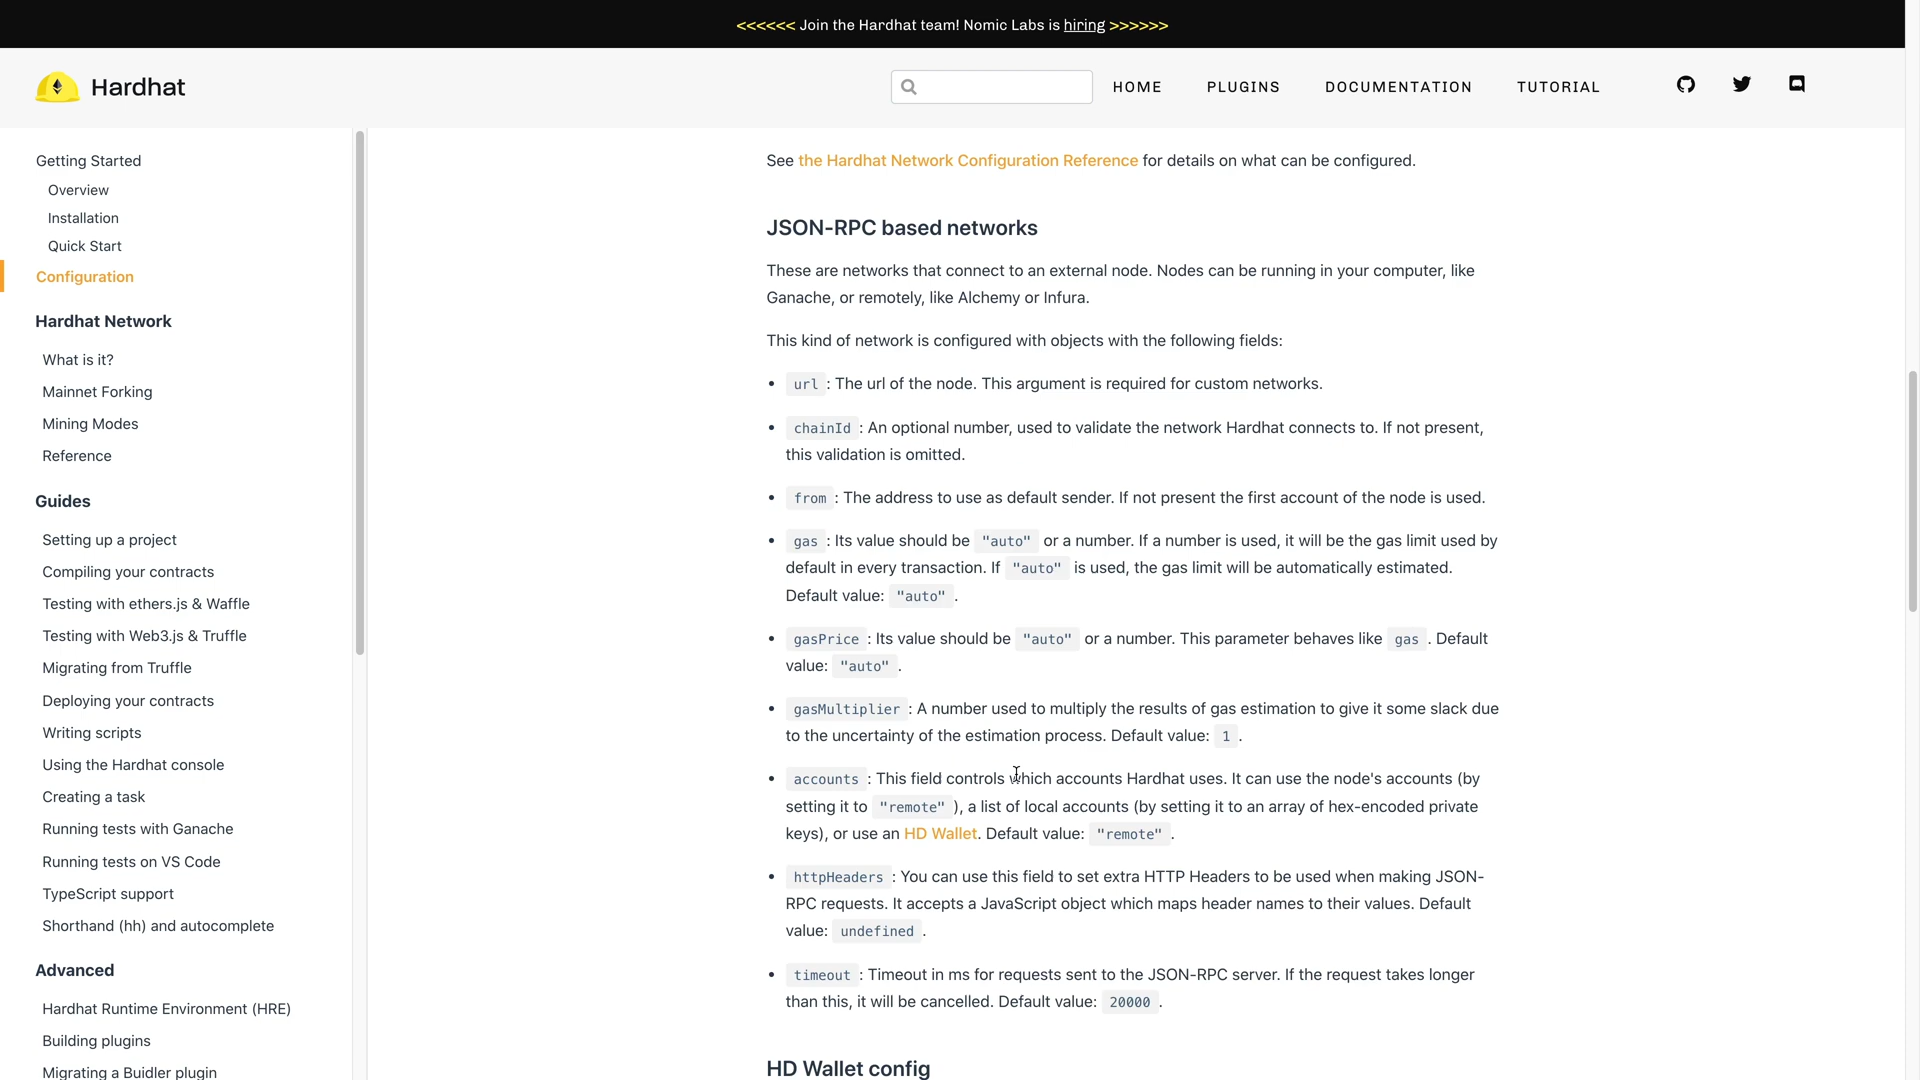 <<<<<< Join the Hardhat team! Nomic Labs is hiring >>>>>>
Hardhat
HOME
PLUGINS
DOCUMENTATION
TUTORIAL
Getting Started
Overview
Installation
Quick Start
Configuration
Hardhat Network
What is it?
Mainnet Forking
Mining Modes
Reference
Guides
Setting up a project
Compiling your contracts
Testing with ethers.js & Waffle
Testing with Web3.js & Truffle
Migrating from Truffle
Deploying your contracts
Writing scripts
Using the Hardhat console
Creating a task
Running tests with Ganache
Running tests on VS Code
TypeScript support
Shorthand (hh) and autocomplete
Advanced
Hardhat Runtime Environment (HRE)
Building plugins
Migrating a Buidler plugin
See the Hardhat Network Configuration Reference for details on what can be configured.
JSON-RPC based networks
These are networks that connect to an external node. Nodes can be running in your computer, like
Ganache, or remotely, like Alchemy or Infura.
This kind of network is configured with objects with the following fields:
• url : The url of the node. This argument is required for custom networks.
• chainId : An optional number, used to validate the network Hardhat connects to. If not present,
this validation is omitted.
• from : The address to use as default sender. If not present the first account of the node is used.
• gas : Its value should be "auto" or a number. If a number is used, it will be the gas limit used by
default in every transaction. If "auto" is used, the gas limit will be automatically estimated.
Default value: "auto" .
• gasPrice : Its value should be "auto" or a number. This parameter behaves like gas . Default
value: "auto" .
• gasMultiplier : A number used to multiply the results of gas estimation to give it some slack due
to the uncertainty of the estimation process. Default value: 1 .
• accounts : This field controls which accounts Hardhat uses. It can use the node's accounts (by
setting it to "remote" ), a list of local accounts (by setting it to an array of hex-encoded private
keys), or use an HD Wallet. Default value: "remote" .
• httpHeaders : You can use this field to set extra HTTP Headers to be used when making JSON-
RPC requests. It accepts a JavaScript object which maps header names to their values. Default
value: undefined .
• timeout : Timeout in ms for requests sent to the JSON-RPC server. If the request takes longer
than this, it will be cancelled. Default value: 20000 .
HD Wallet config